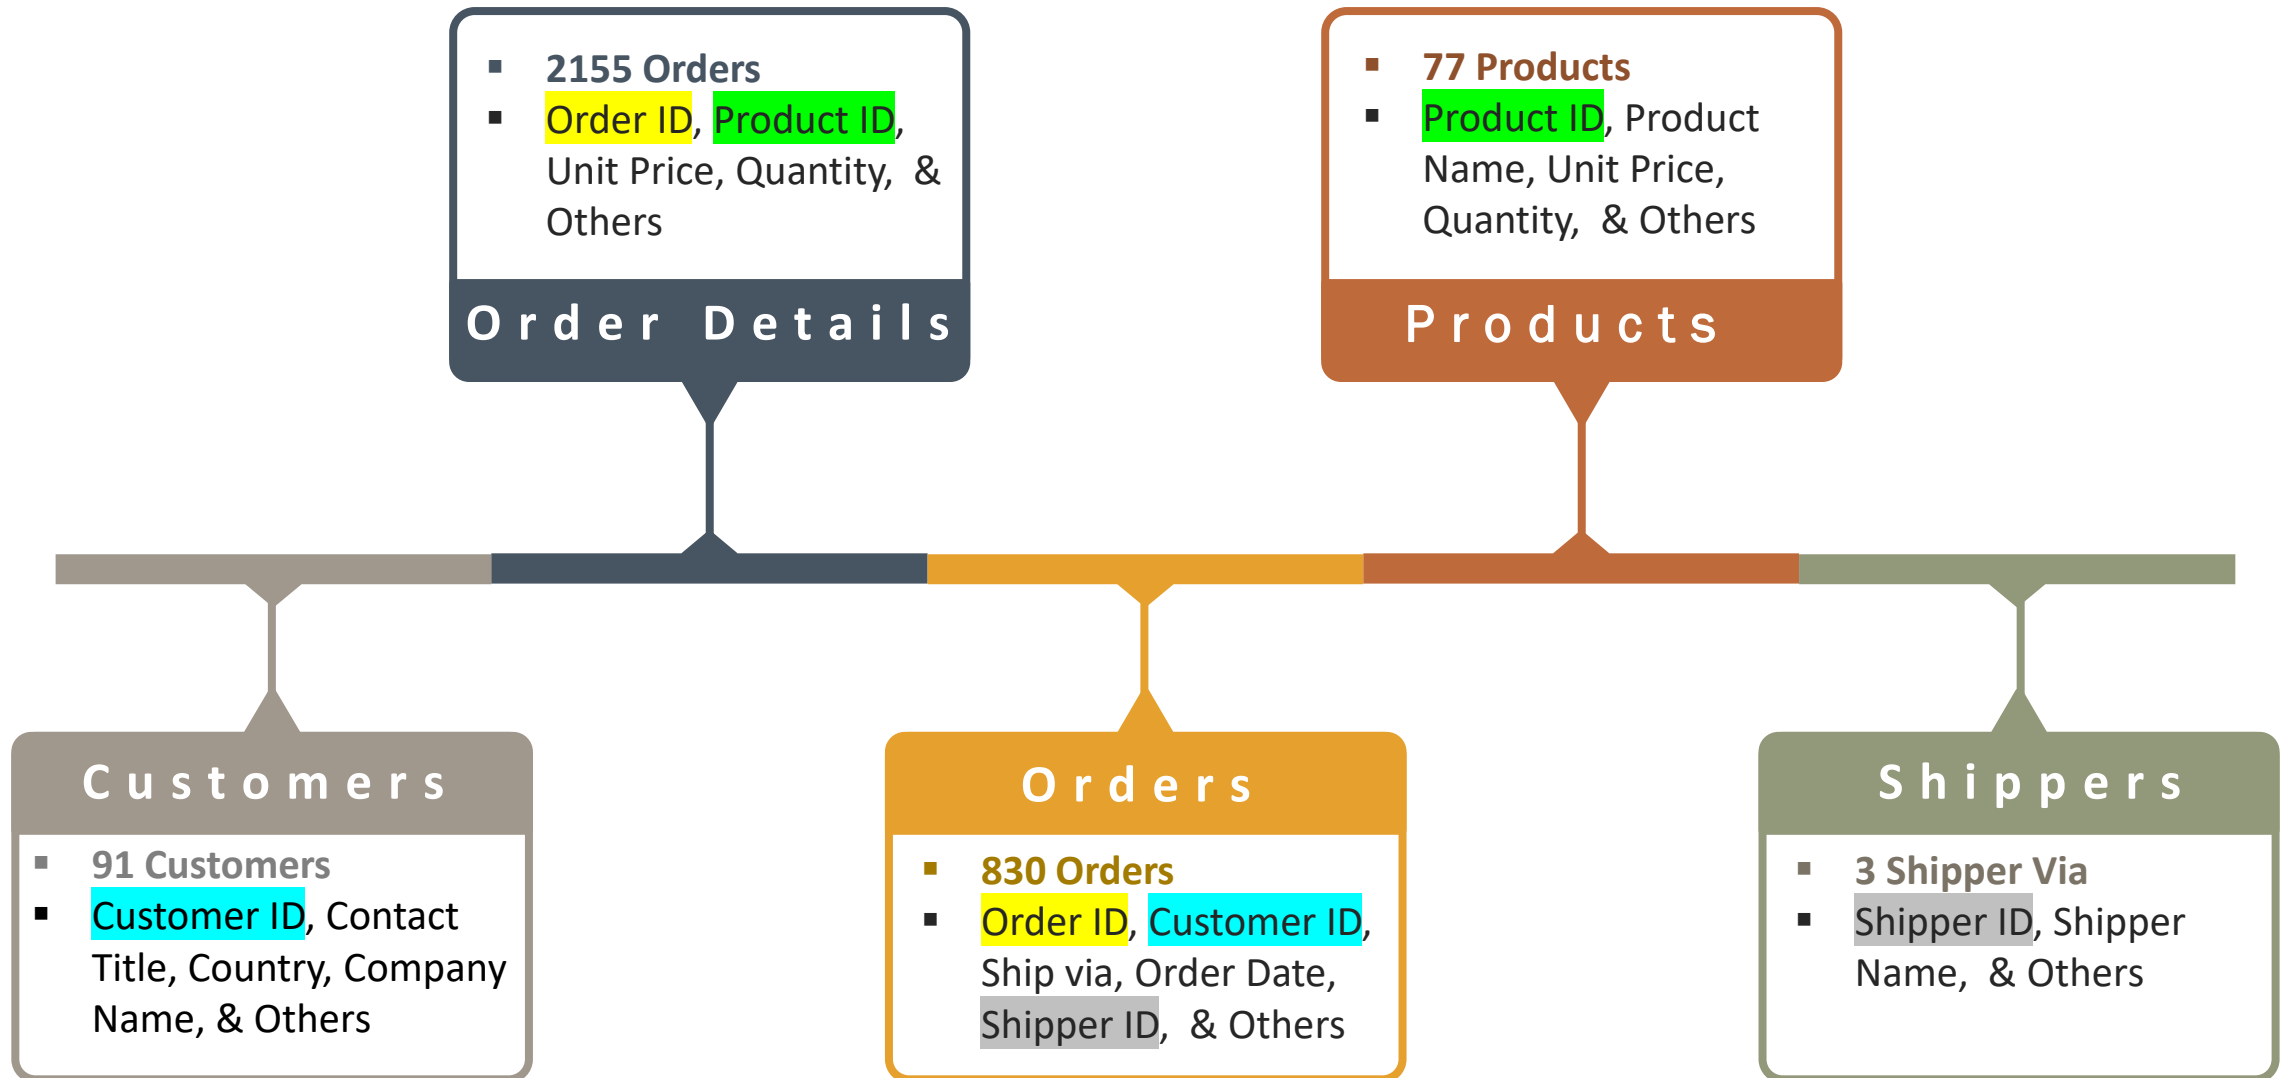 ▪ 2155 Orders
▪ Order ID, Product ID,
Unit Price, Quantity, &
Others
Order Details
▪ 77 Products
▪ Product ID, Product
Name, Unit Price,
Quantity, & Others
Products
Customers
▪ 91 Customers
▪ Customer ID, Contact
Title, Country, Company
Name, & Others
Orders
▪ 830 Orders
▪ Order ID, Customer ID,
Ship via, Order Date,
Shipper ID, & Others
Shippers
▪ 3 Shipper Via
▪ Shipper ID, Shipper
Name, & Others